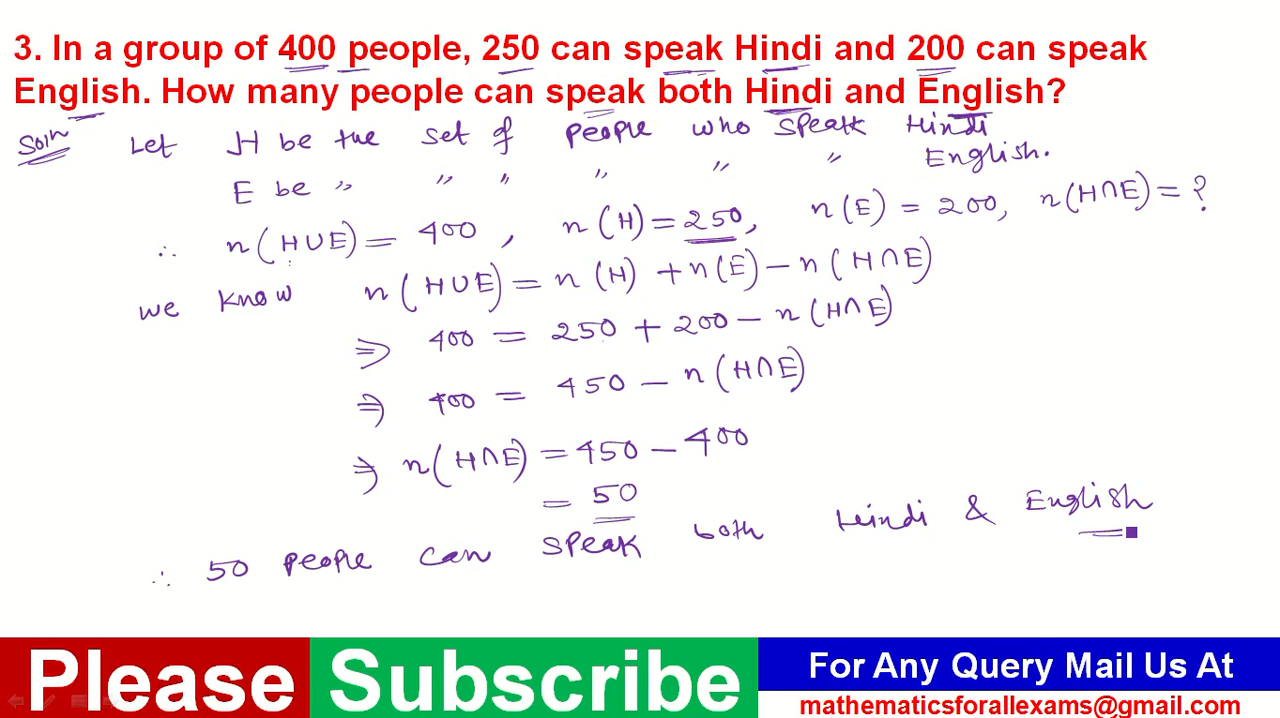 3. In a group of 400 people, 250 can speak Hindi and 200 can speak
English. How many people can speak both Hindi and English?
Soln Let H be the set of people who speak Hindi
E be " " " " " " English.
∴ n(H∪E) = 400, n(H) = 250, n(E) = 200, n(H∩E) = ?
we know n(H∪E) = n(H) + n(E) − n(H∩E)
⇒ 400 = 250 + 200 − n(H∩E)
⇒ 400 = 450 − n(H∩E)
⇒ n(H∩E) = 450 − 400
= 50
∴ 50 people can speak both Hindi & English
Please Subscribe
For Any Query Mail Us At
mathematicsforallexams@gmail.com